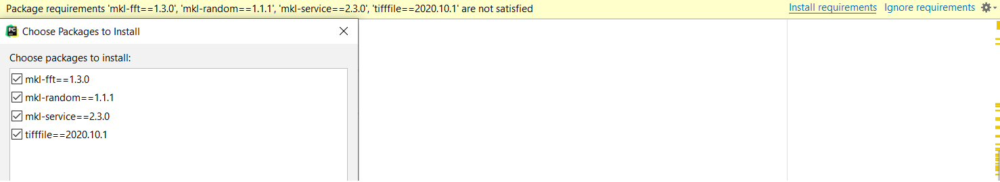 Package requirements 'mkl-fft==1.3.0', 'mkl-random==1.1.1', 'mkl-service==2.3.0', 'tifffile==2020.10.1' are not satisfied Install requirements Ignore requirements
PC Choose Packages to Install
Choose packages to install:
mkl-fft==1.3.0
mkl-random==1.1.1
mkl-service==2.3.0
tifffile==2020.10.1